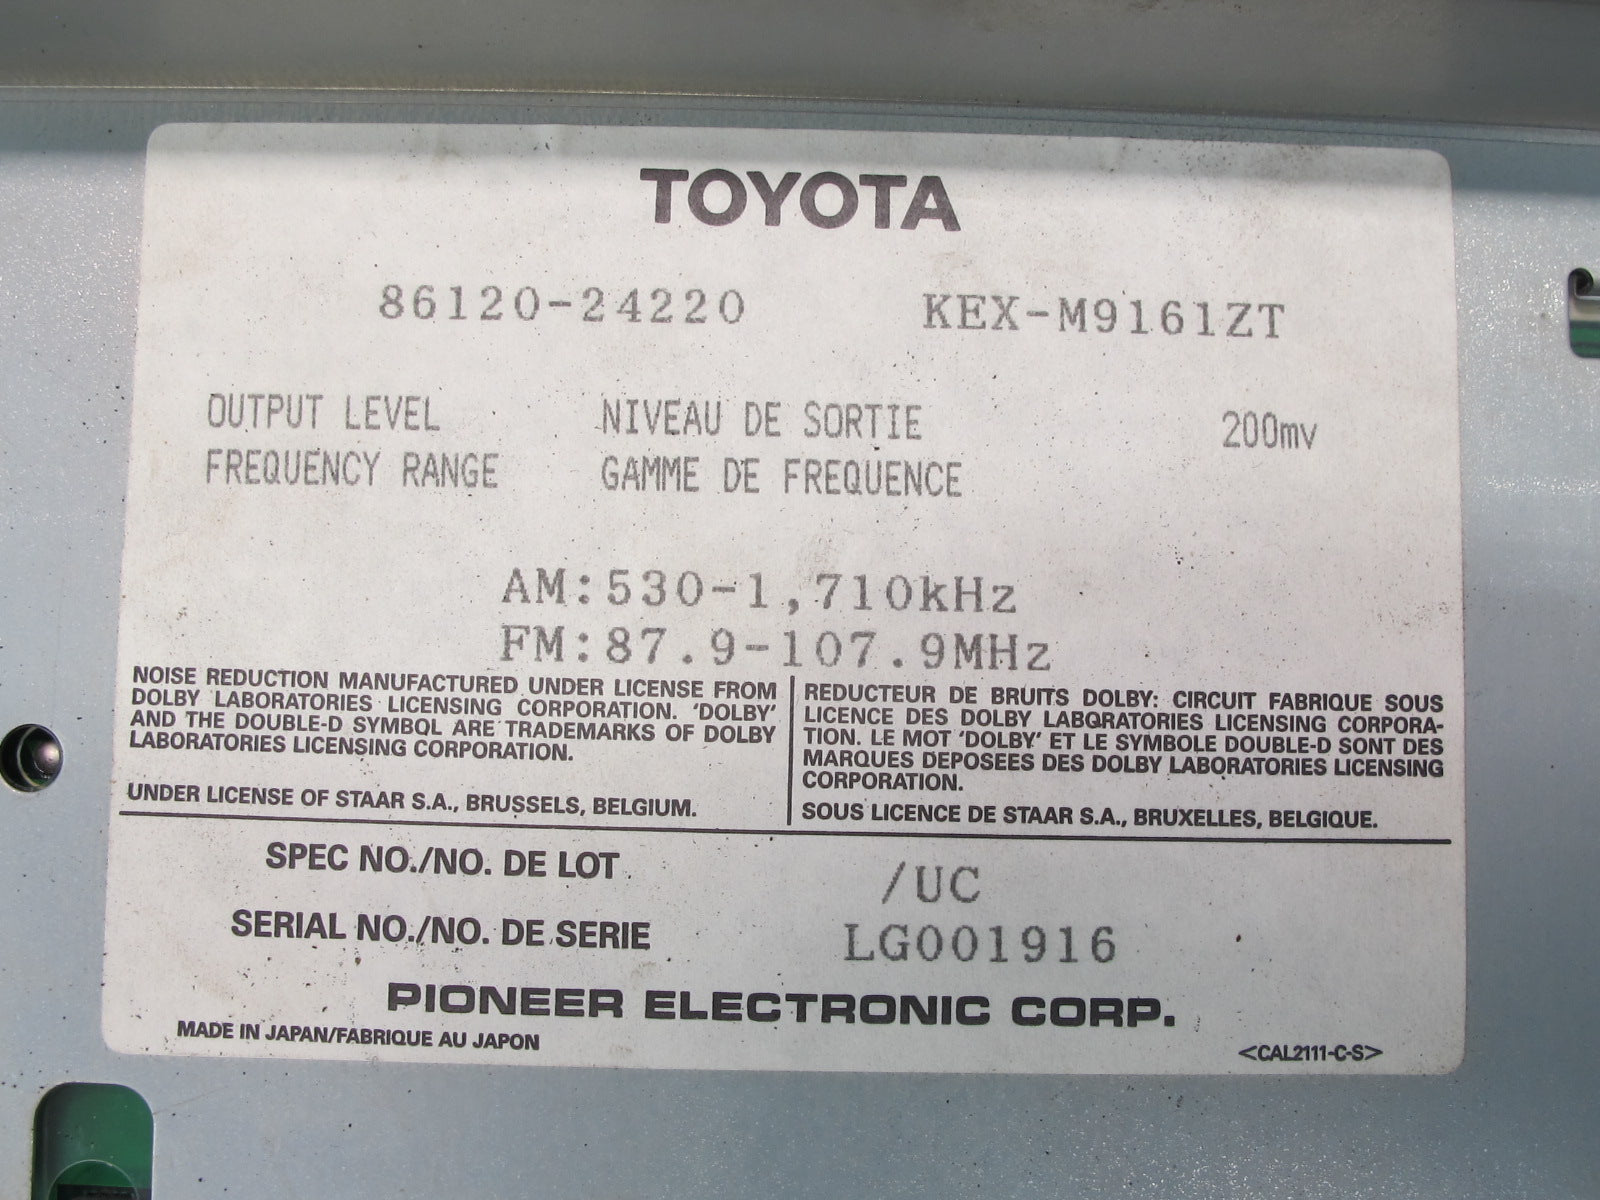 TOYOTA
86120-24220 KEX-M9161ZT
OUTPUT LEVEL NIVEAU DE SORTIE 200mv
FREQUENCY RANGE GAMME DE FREQUENCE
AM:530-1,710kHz
FM:87.9-107.9MHz
NOISE REDUCTION MANUFACTURED UNDER LICENSE FROM
DOLBY LABORATORIES LICENSING CORPORATION. 'DOLBY'
AND THE DOUBLE-D SYMBOL ARE TRADEMARKS OF DOLBY
LABORATORIES LICENSING CORPORATION.
UNDER LICENSE OF STAAR S.A., BRUSSELS, BELGIUM.
REDUCTEUR DE BRUITS DOLBY: CIRCUIT FABRIQUE SOUS
LICENCE DES DOLBY LABORATORIES LICENSING CORPORA-
TION. LE MOT 'DOLBY' ET LE SYMBOLE DOUBLE-D SONT DES
MARQUES DEPOSEES DES DOLBY LABORATORIES LICENSING
CORPORATION.
SOUS LICENCE DE STAAR S.A., BRUXELLES, BELGIQUE.
SPEC NO./NO. DE LOT /UC
SERIAL NO./NO. DE SERIE LG001916
PIONEER ELECTRONIC CORP.
MADE IN JAPAN/FABRIQUE AU JAPON <CAL2111-C-S>